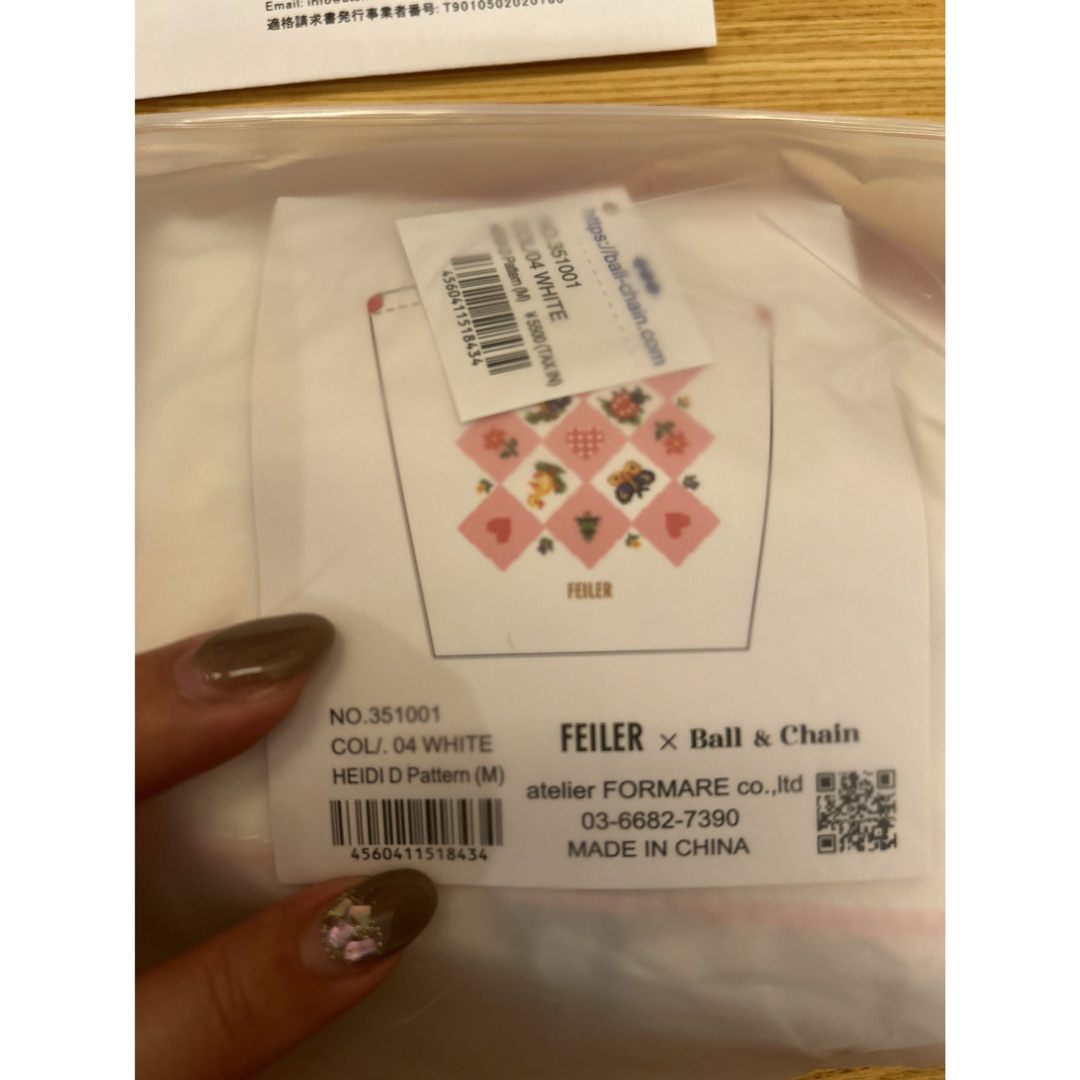 適格請求書発行事業者番号: T9010502020180
https://ball-chain.com
NO.351001
COL/.04 WHITE
Pattern (M) ¥5500 (TAX IN)
4560411518434
FEILER
NO.351001
COL/. 04 WHITE
HEIDI D Pattern (M)
4560411518434
FEILER × Ball & Chain
atelier FORMARE co.,ltd
03-6682-7390
MADE IN CHINA